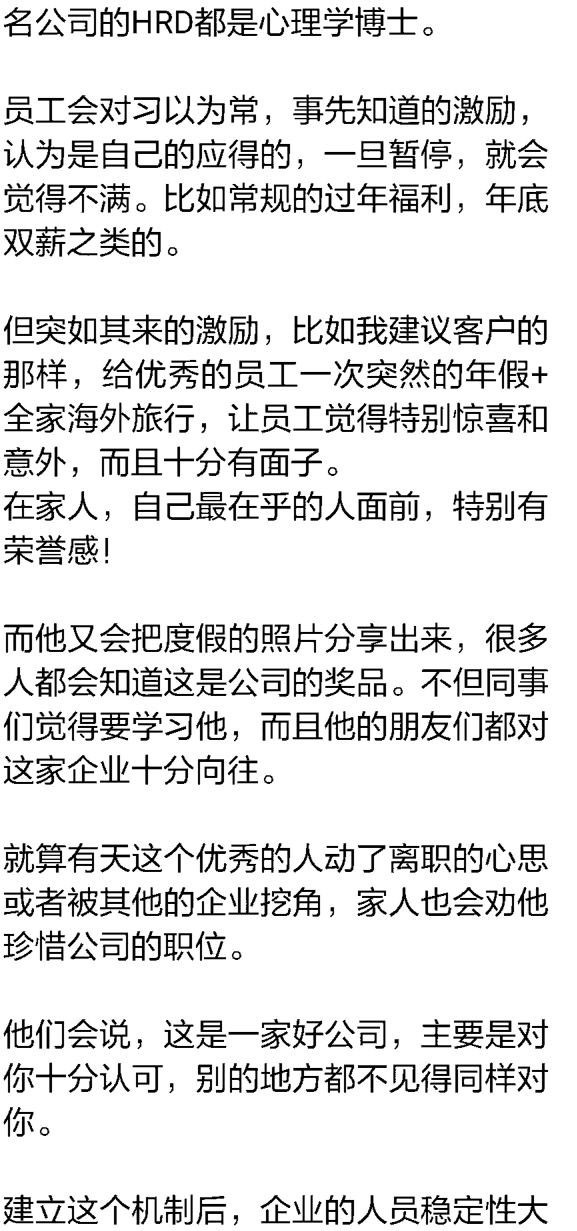 名公司的HRD都是心理学博士。
员工会对习以为常，事先知道的激励，
认为是自己的应得的，一旦暂停，就会
觉得不满。比如常规的过年福利，年底
双薪之类的。
但突如其来的激励，比如我建议客户的
那样，给优秀的员工一次突然的年假+
全家海外旅行，让员工觉得特别惊喜和
意外，而且十分有面子。
在家人，自己最在乎的人面前，特别有
荣誉感！
而他又会把度假的照片分享出来，很多
人都会知道这是公司的奖品。不但同事
们觉得要学习他，而且他的朋友们都对
这家企业十分向往。
就算有天这个优秀的人动了离职的心思
或者被其他的企业挖角，家人也会劝他
珍惜公司的职位。
他们会说，这是一家好公司，主要是对
你十分认可，别的地方都不见得同样对
你。
建立这个机制后，企业的人员稳定性大